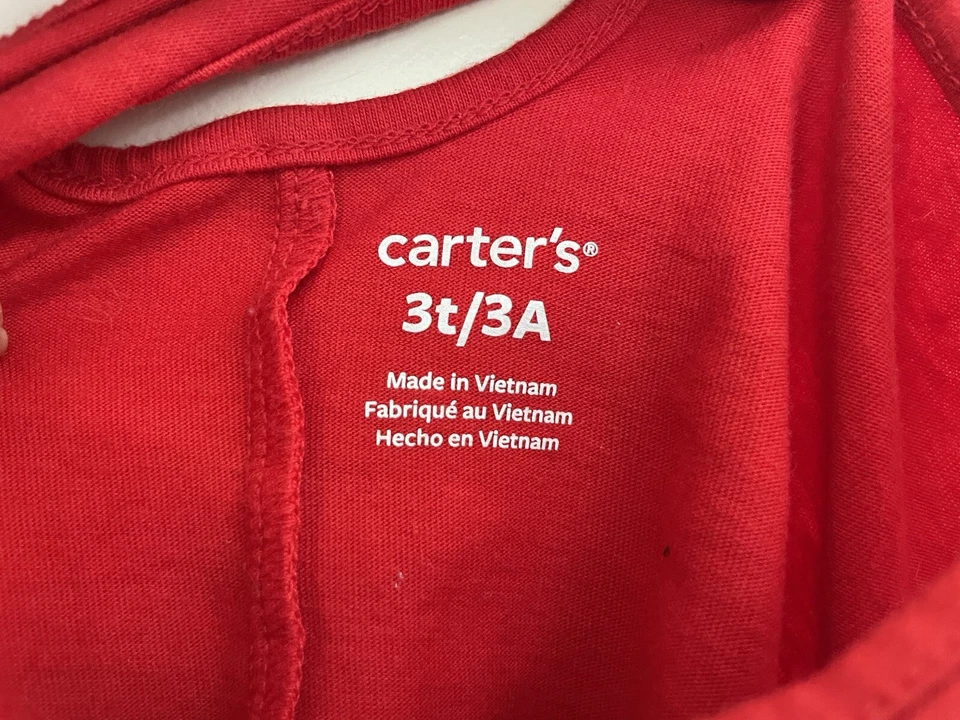 carter's®
3t/3A
Made in Vietnam
Fabriqué au Vietnam
Hecho en Vietnam